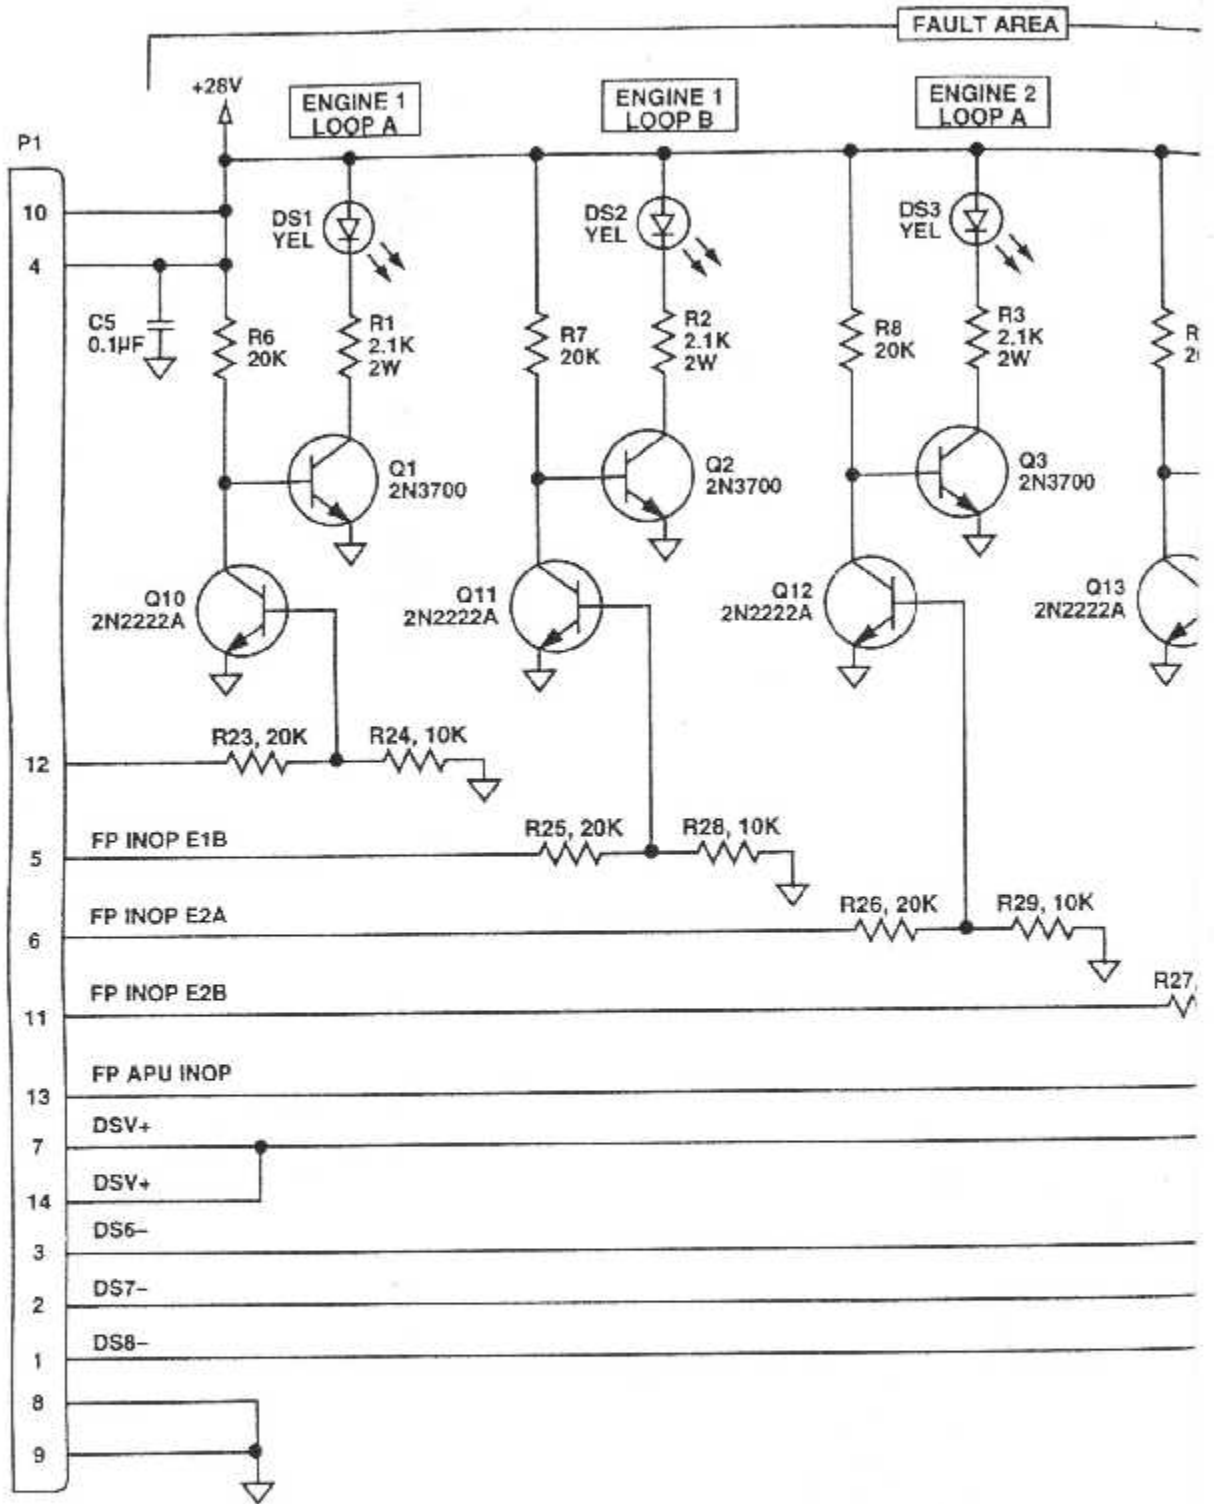 FAULT AREA
+28V
ENGINE 1
LOOP A
ENGINE 1
LOOP B
ENGINE 2
LOOP A
P1
10
4
DS1
YEL
DS2
YEL
DS3
YEL
C5
0.1µF
R6
20K
R1
2.1K
2W
R7
20K
R2
2.1K
2W
R8
20K
R3
2.1K
2W
R
Q1
2N3700
Q2
2N3700
Q3
2N3700
Q10
2N2222A
Q11
2N2222A
Q12
2N2222A
Q13
2N2222A
12
R23, 20K
R24, 10K
5
FP INOP E1B
R25, 20K
R28, 10K
6
FP INOP E2A
R26, 20K
R29, 10K
11
FP INOP E2B
R27,
13
FP APU INOP
7
DSV+
14
DSV+
3
DS6–
2
DS7–
1
DS8–
8
9